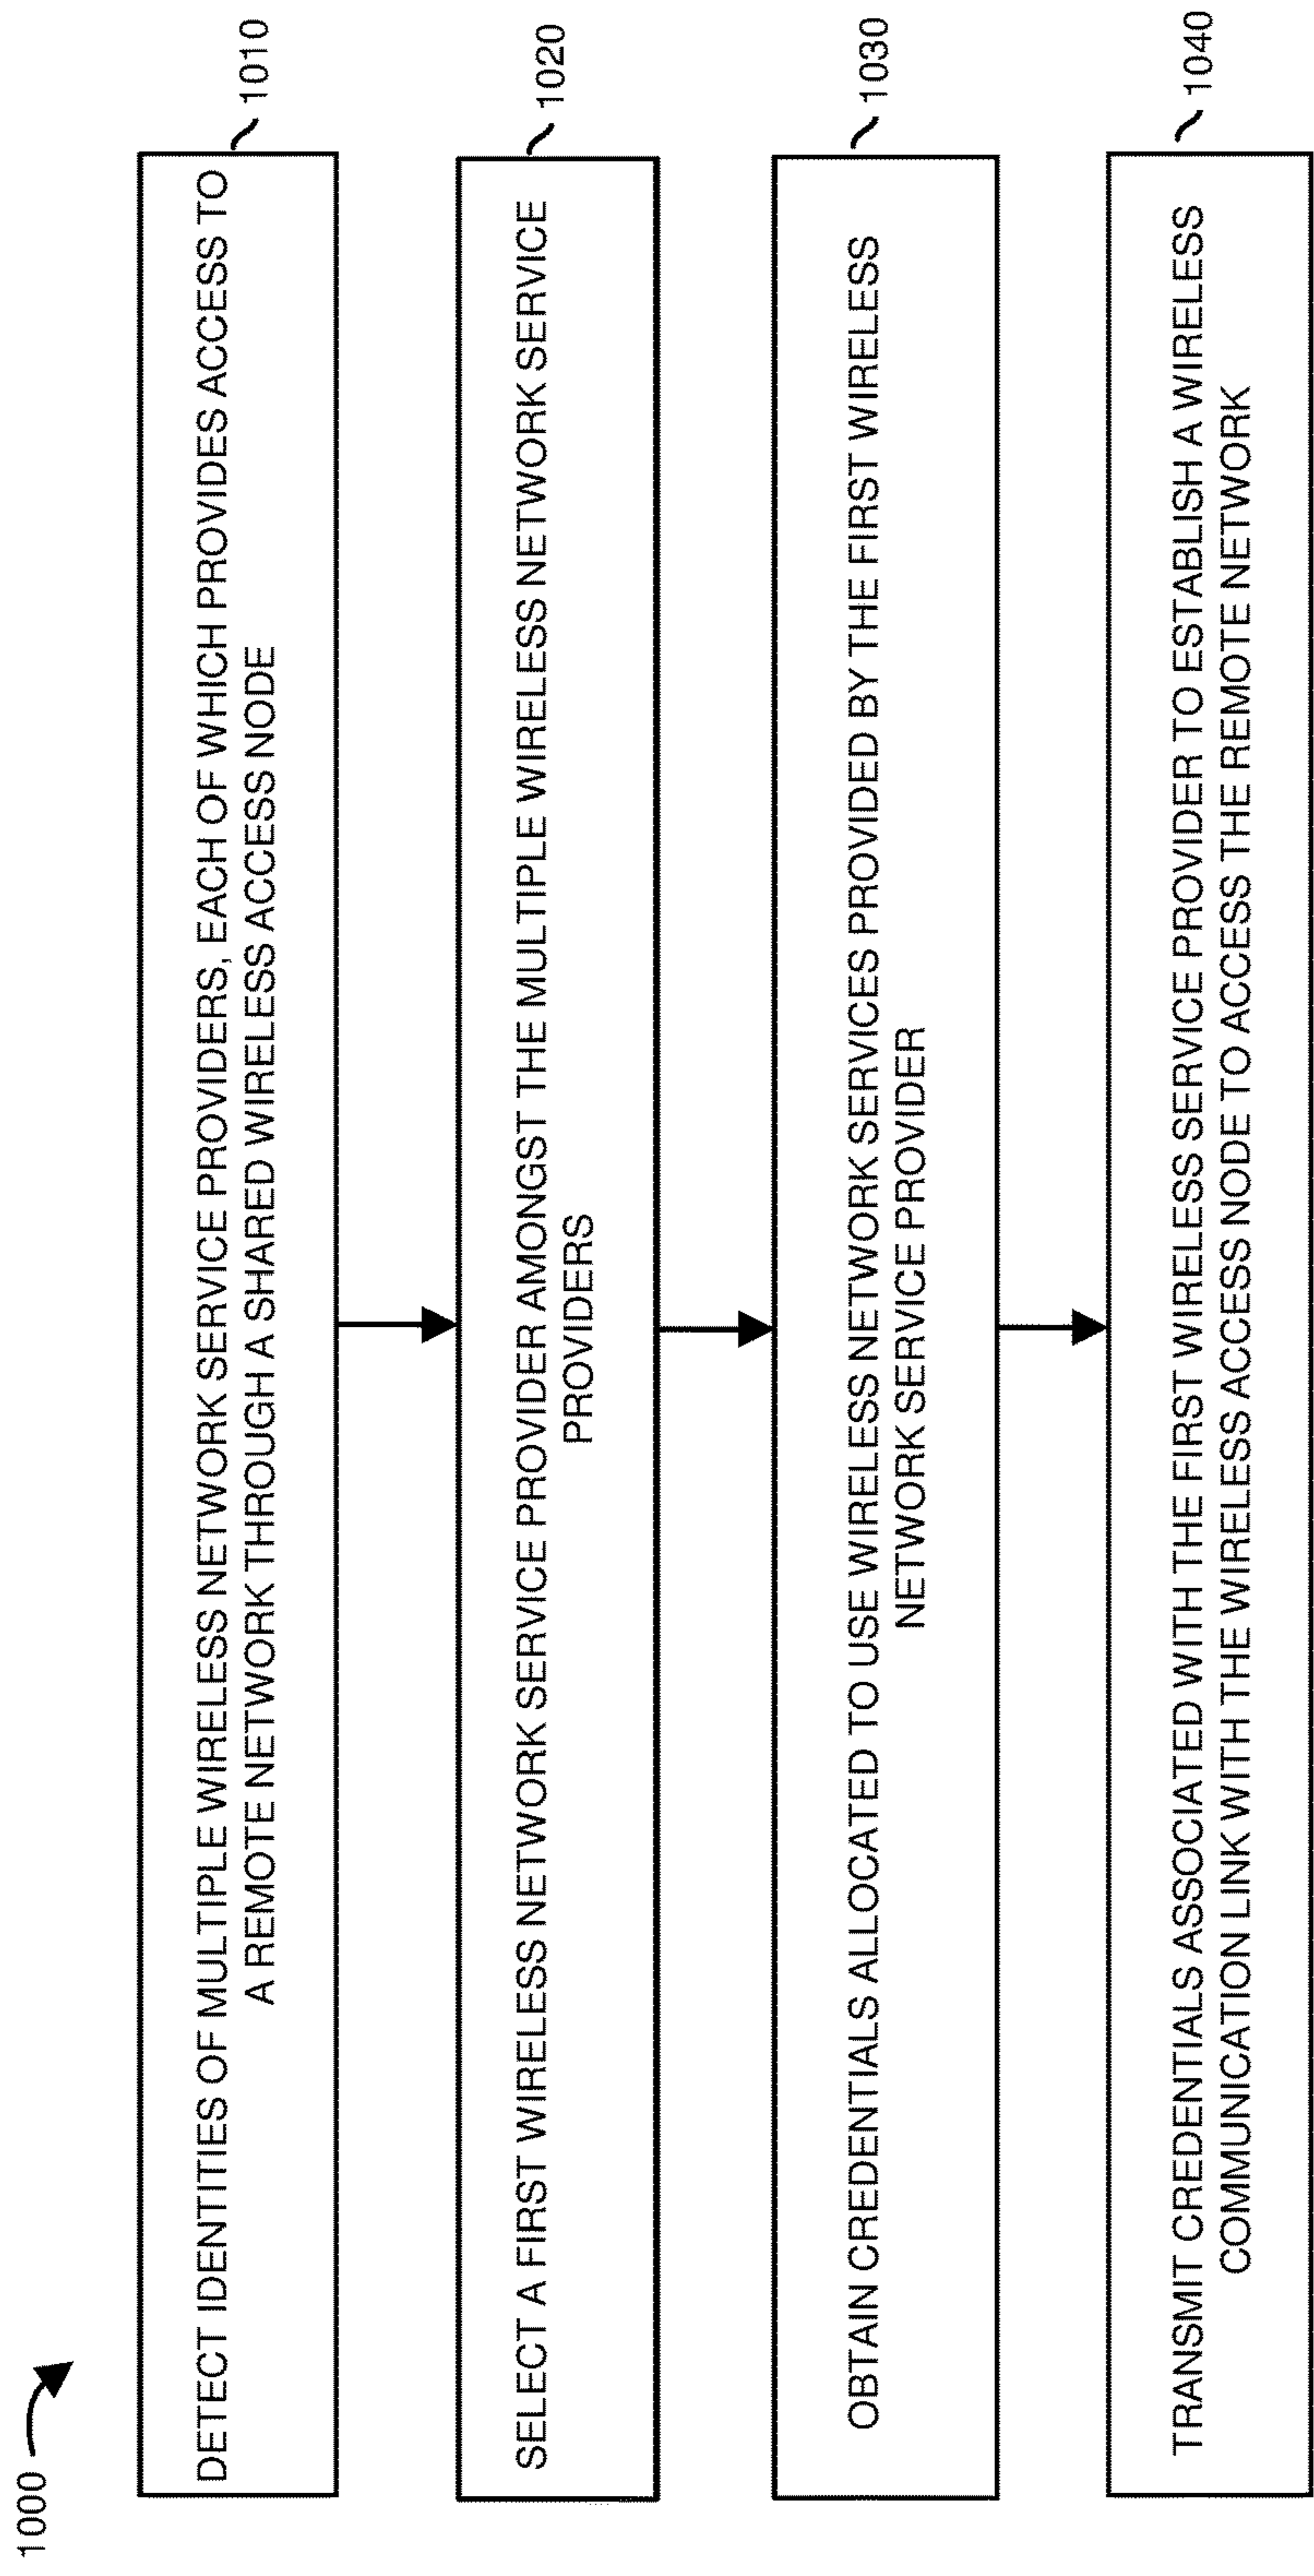 1000
DETECT IDENTITIES OF MULTIPLE WIRELESS NETWORK SERVICE PROVIDERS, EACH OF WHICH PROVIDES ACCESS TO
A REMOTE NETWORK THROUGH A SHARED WIRELESS ACCESS NODE
1010
SELECT A FIRST WIRELESS NETWORK SERVICE PROVIDER AMONGST THE MULTIPLE WIRELESS NETWORK SERVICE
PROVIDERS
1020
OBTAIN CREDENTIALS ALLOCATED TO USE WIRELESS NETWORK SERVICES PROVIDED BY THE FIRST WIRELESS
NETWORK SERVICE PROVIDER
1030
TRANSMIT CREDENTIALS ASSOCIATED WITH THE FIRST WIRELESS SERVICE PROVIDER TO ESTABLISH A WIRELESS
COMMUNICATION LINK WITH THE WIRELESS ACCESS NODE TO ACCESS THE REMOTE NETWORK
1040